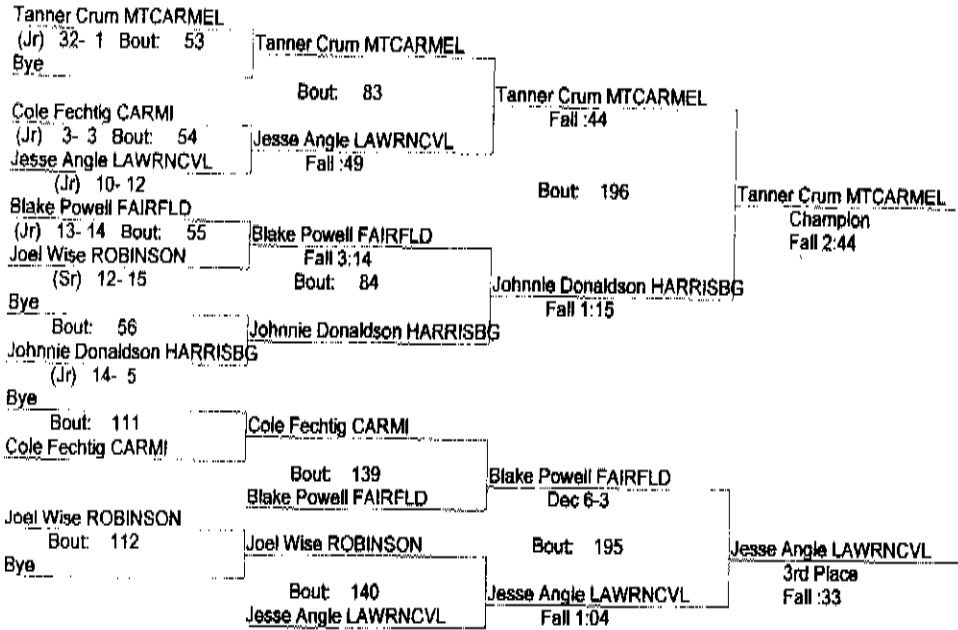 Tanner Crum MTCARMEL
(Jr) 32- 1 Bout: 53
Bye
Tanner Crum MTCARMEL
Bout: 83
Cole Fechtig CARMI
(Jr) 3- 3 Bout: 54
Jesse Angle LAWRNCVL
(Jr) 10- 12
Jesse Angle LAWRNCVL
Fall :49
Tanner Crum MTCARMEL
Fall :44
Bout: 196
Blake Powell FAIRFLD
(Jr) 13- 14 Bout: 55
Joel Wise ROBINSON
(Sr) 12- 15
Blake Powell FAIRFLD
Fall 3:14
Bout: 84
Bye
Bout: 56
Johnnie Donaldson HARRISBG
(Jr) 14- 5
Johnnie Donaldson HARRISBG
Johnnie Donaldson HARRISBG
Fall 1:15
Tanner Crum MTCARMEL
Champion
Fall 2:44
Bye
Bout: 111
Cole Fechtig CARMI
Cole Fechtig CARMI
Bout: 139
Blake Powell FAIRFLD
Blake Powell FAIRFLD
Dec 6-3
Bout: 195
Joel Wise ROBINSON
Bout: 112
Bye
Joel Wise ROBINSON
Bout: 140
Jesse Angle LAWRNCVL
Jesse Angle LAWRNCVL
Fall 1:04
Jesse Angle LAWRNCVL
3rd Place
Fall :33